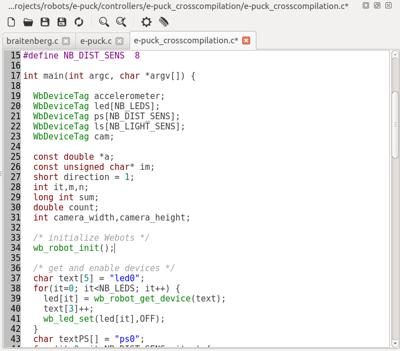 ...rojects/robots/e-puck/controllers/e-puck_crosscompilation/e-puck_crosscompilation.c*
braitenberg.c e-puck.c e-puck_crosscompilation.c*
15 #define NB_DIST_SENS 8
16
17 int main(int argc, char *argv[]) {
18
19 WbDeviceTag accelerometer;
20 WbDeviceTag led[NB_LEDS];
21 WbDeviceTag ps[NB_DIST_SENS];
22 WbDeviceTag ls[NB_LIGHT_SENS];
23 WbDeviceTag cam;
24
25 const double *a;
26 const unsigned char* im;
27 short direction = 1;
28 int it,m,n;
29 long int sum;
30 double count;
31 int camera_width,camera_height;
32
33 /* initialize Webots */
34 wb_robot_init();
35
36 /* get and enable devices */
37 char text[5] = "led0";
38 for(it=0; it<NB_LEDS; it++) {
39 led[it] = wb_robot_get_device(text);
40 text[3]++;
41 wb_led_set(led[it],OFF);
42 }
43 char textPS[] = "ps0";